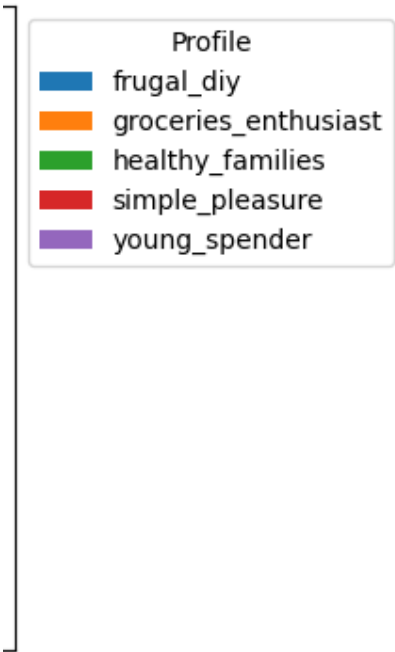 Profile
frugal_diy
groceries_enthusiast
healthy_families
simple_pleasure
young_spender